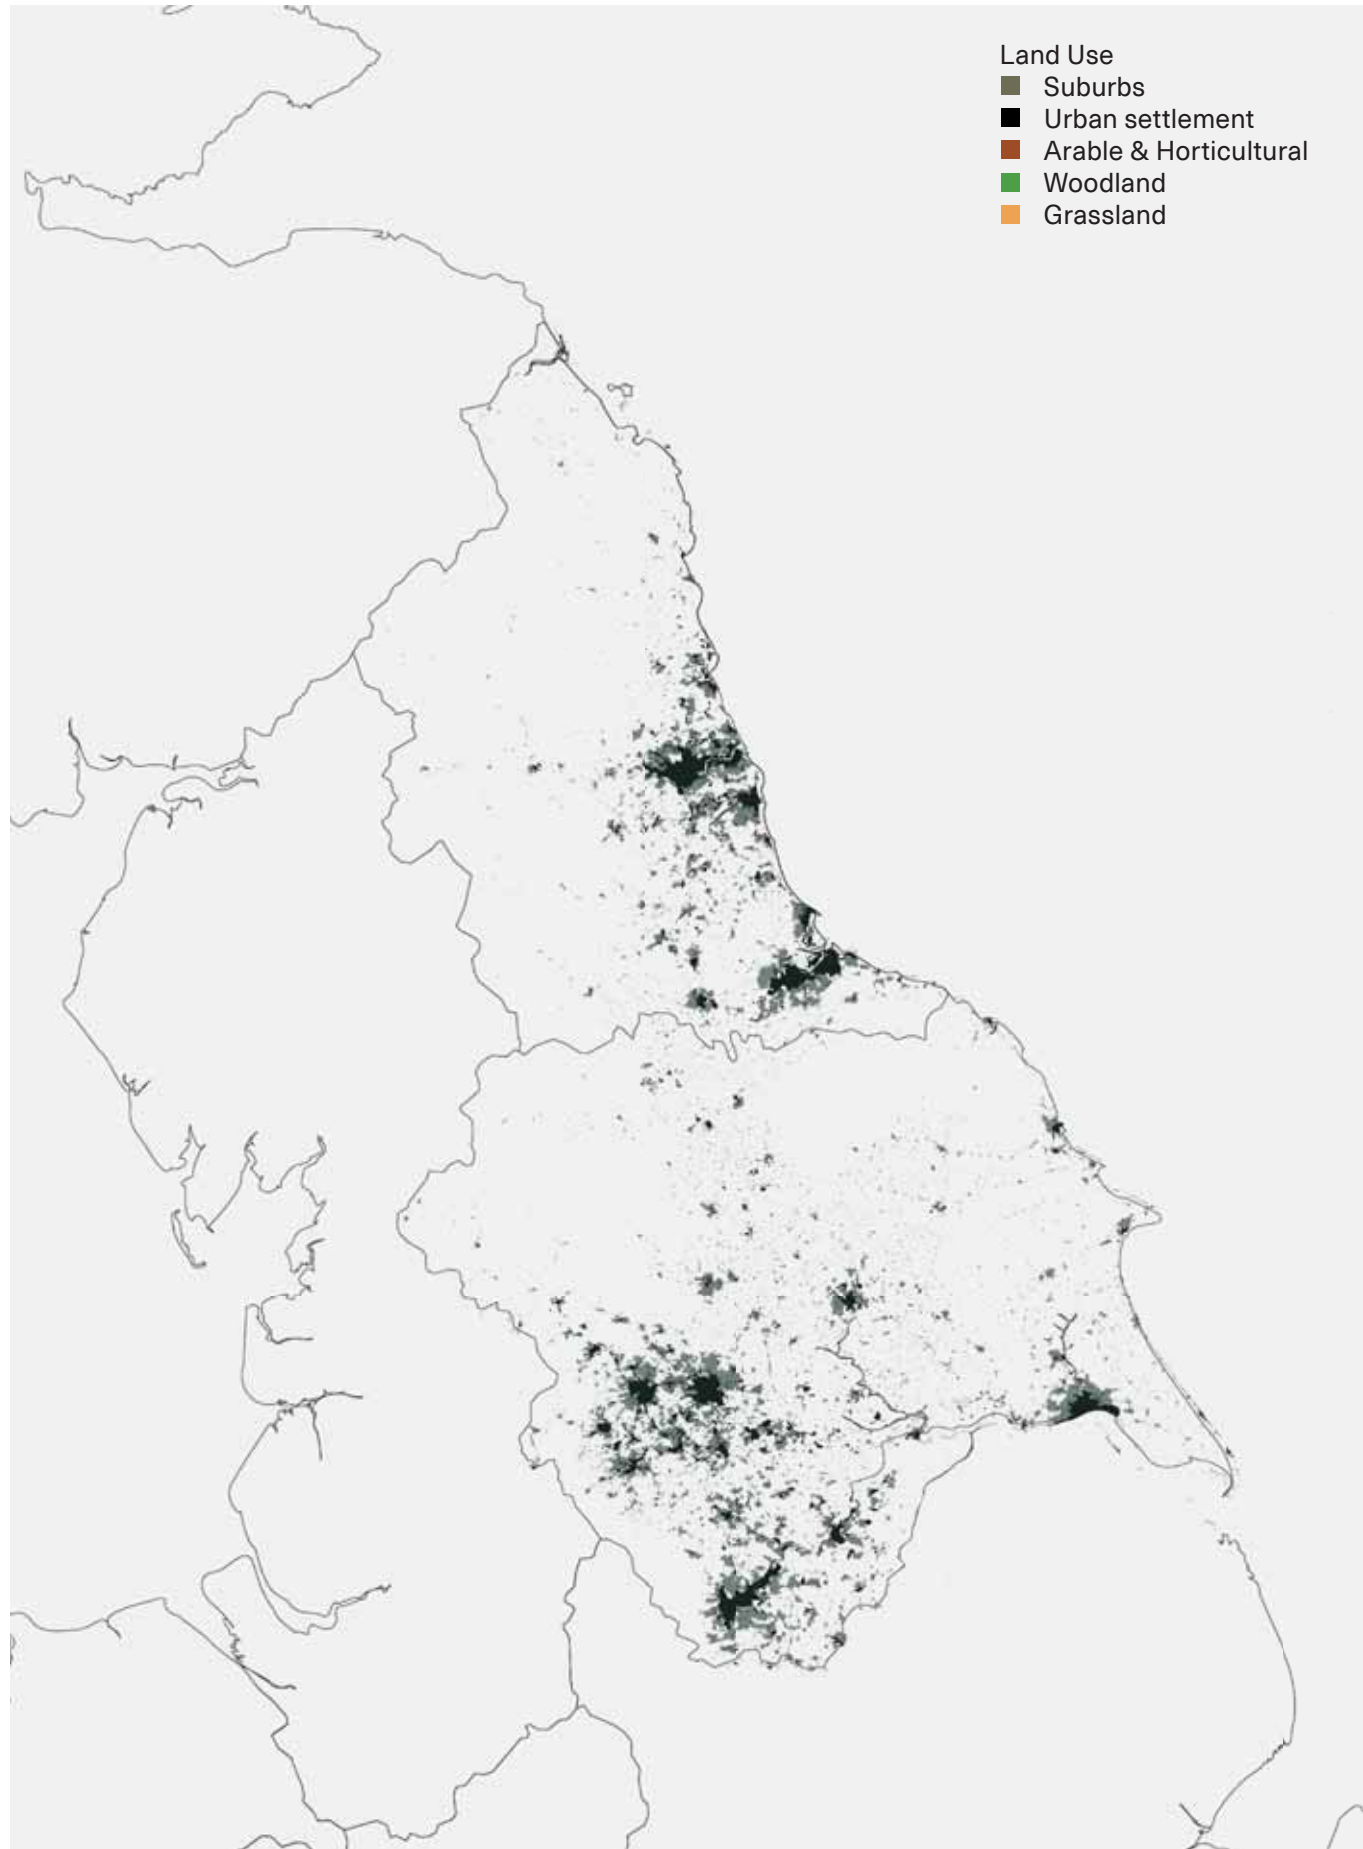 Land Use
Suburbs
Urban settlement
Arable & Horticultural
Woodland
Grassland